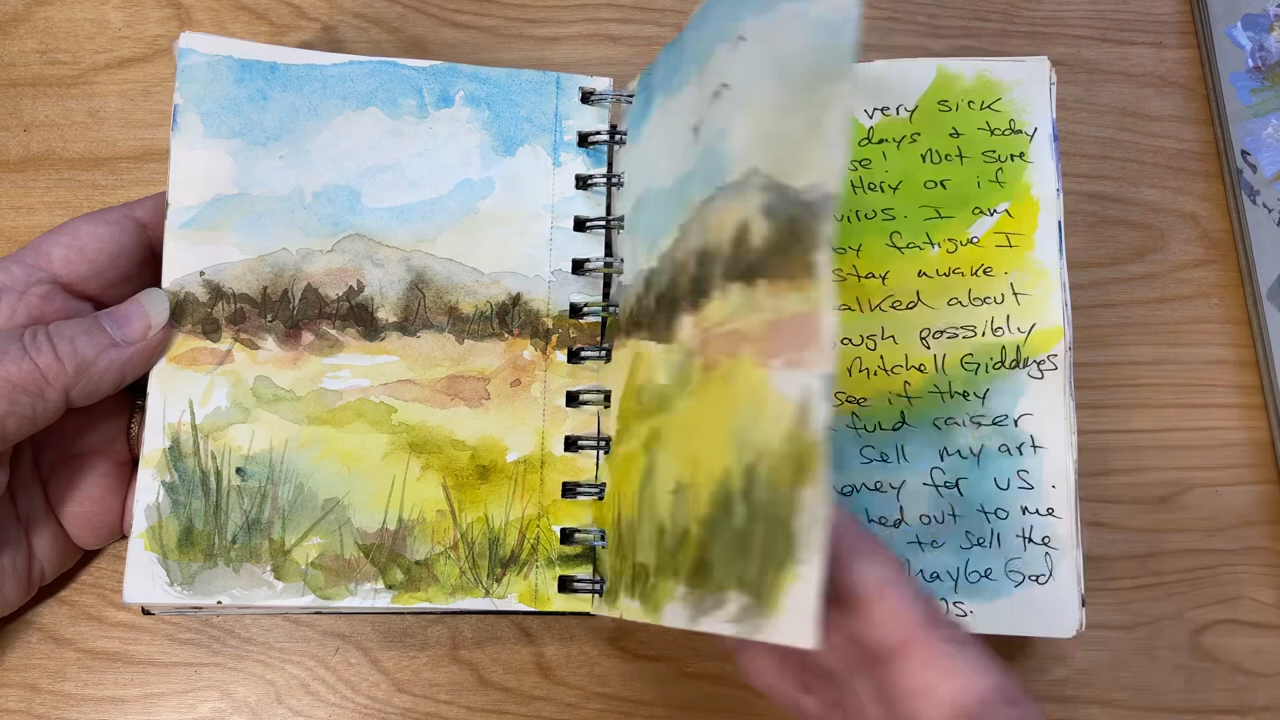 very sick
days & today
se! Not sure
Herx or if
virus. I am
by fatigue I
stay awake.
alked about
ough possibly
Mitchell Giddings
see if they
fund raiser
sell my art
oney for us.
hed out to me
to sell the
maybe God
us.